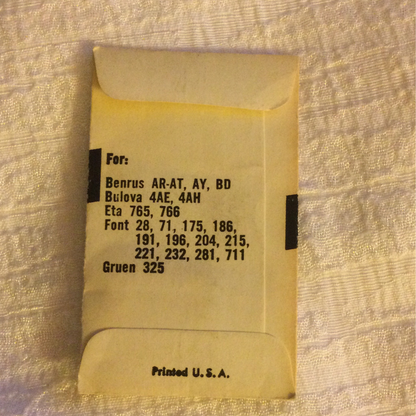 For:
Benrus AR-AT, AY, BD
Bulova 4AE, 4AH
Eta 765, 766
Font 28, 71, 175, 186,
191, 196, 204, 215,
221, 232, 281, 711
Gruen 325
Printed U.S.A.